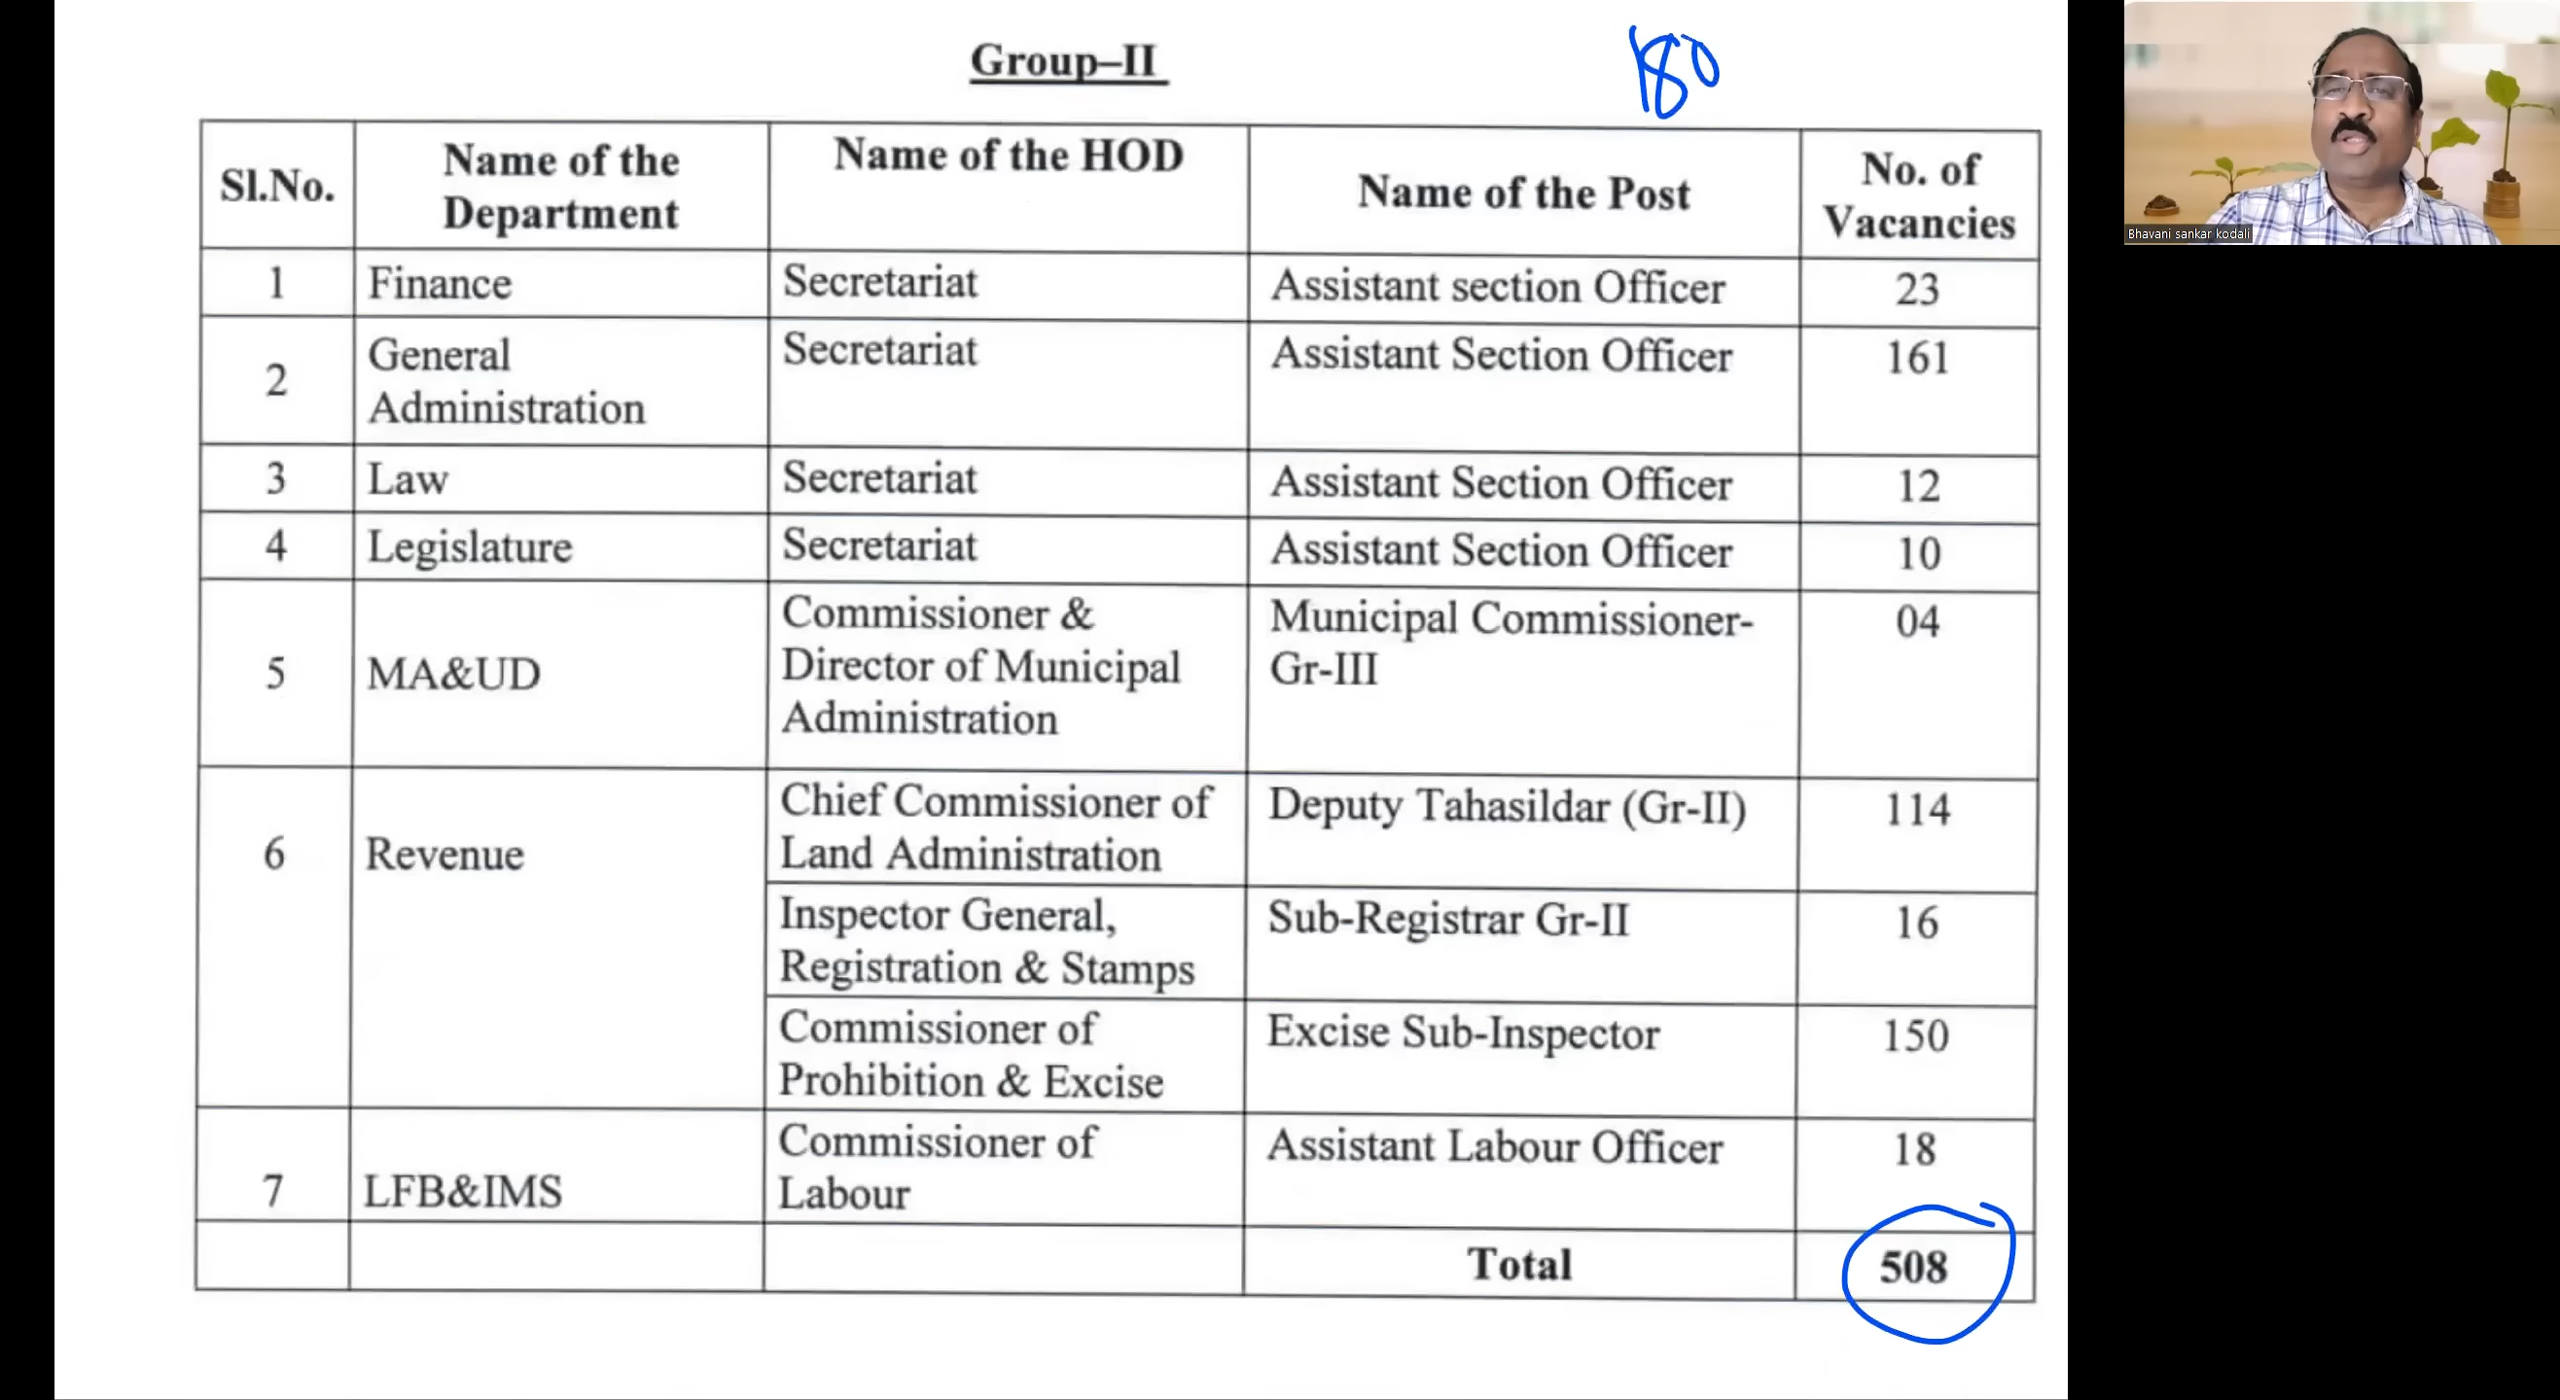 Group–II
180
Sl.No.
Name of the
Department
Name of the HOD
Name of the Post
No. of
Vacancies
1 Finance Secretariat Assistant section Officer 23
2 General
Administration Secretariat Assistant Section Officer 161
3 Law Secretariat Assistant Section Officer 12
4 Legislature Secretariat Assistant Section Officer 10
5 MA&UD Commissioner &
Director of Municipal
Administration Municipal Commissioner-
Gr-III 04
6 Revenue Chief Commissioner of
Land Administration Deputy Tahasildar (Gr-II) 114
Inspector General,
Registration & Stamps Sub-Registrar Gr-II 16
Commissioner of
Prohibition & Excise Excise Sub-Inspector 150
7 LFB&IMS Commissioner of
Labour Assistant Labour Officer 18
Total 508
Bhavani sankar kodali